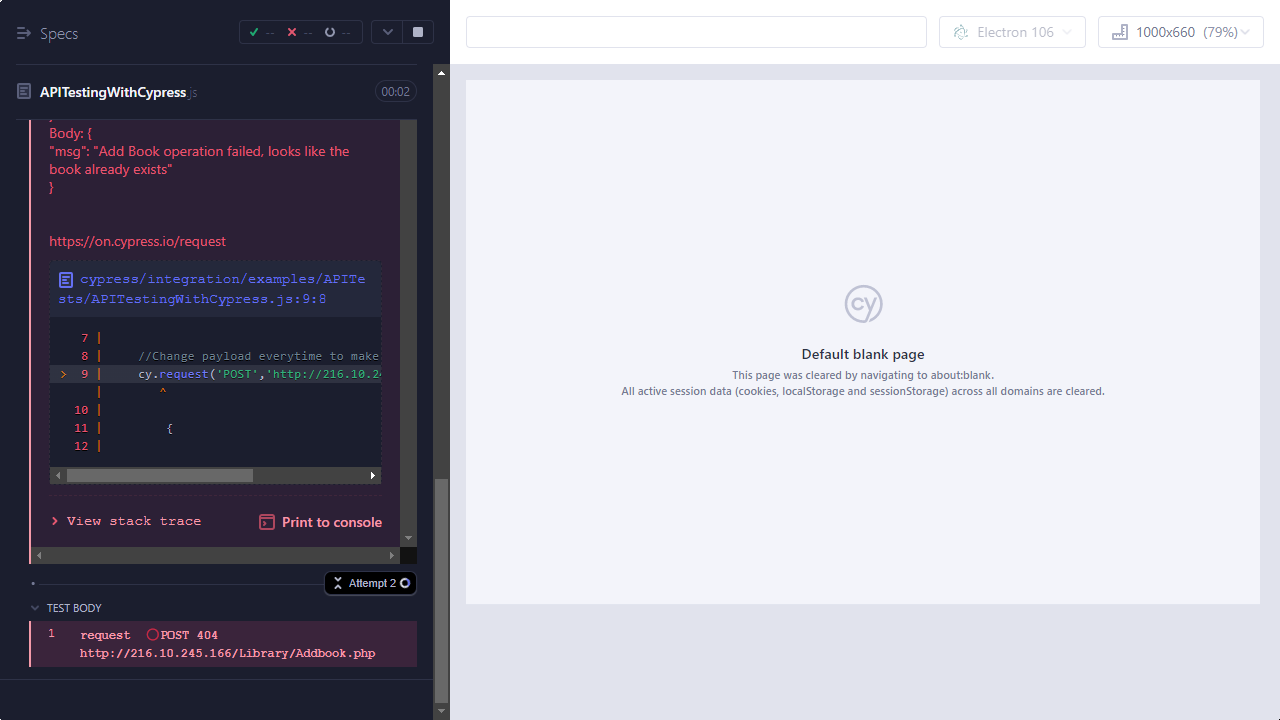 Specs
-- -- --
Electron 106
1000x660 (79%)
APITestingWithCypress.js
00:02
Body: {
"msg": "Add Book operation failed, looks like the
book already exists"
}
https://on.cypress.io/request
cypress/integration/examples/APITe
sts/APITestingWithCypress.js:9:8
7 |
8 | //Change payload everytime to make
> 9 | cy.request('POST','http://216.10.24
| ^
10 |
11 | {
12 |
View stack trace
Print to console
Attempt 2
TEST BODY
1 request POST 404
http://216.10.245.166/Library/Addbook.php
cy
Default blank page
This page was cleared by navigating to about:blank.
All active session data (cookies, localStorage and sessionStorage) across all domains are cleared.